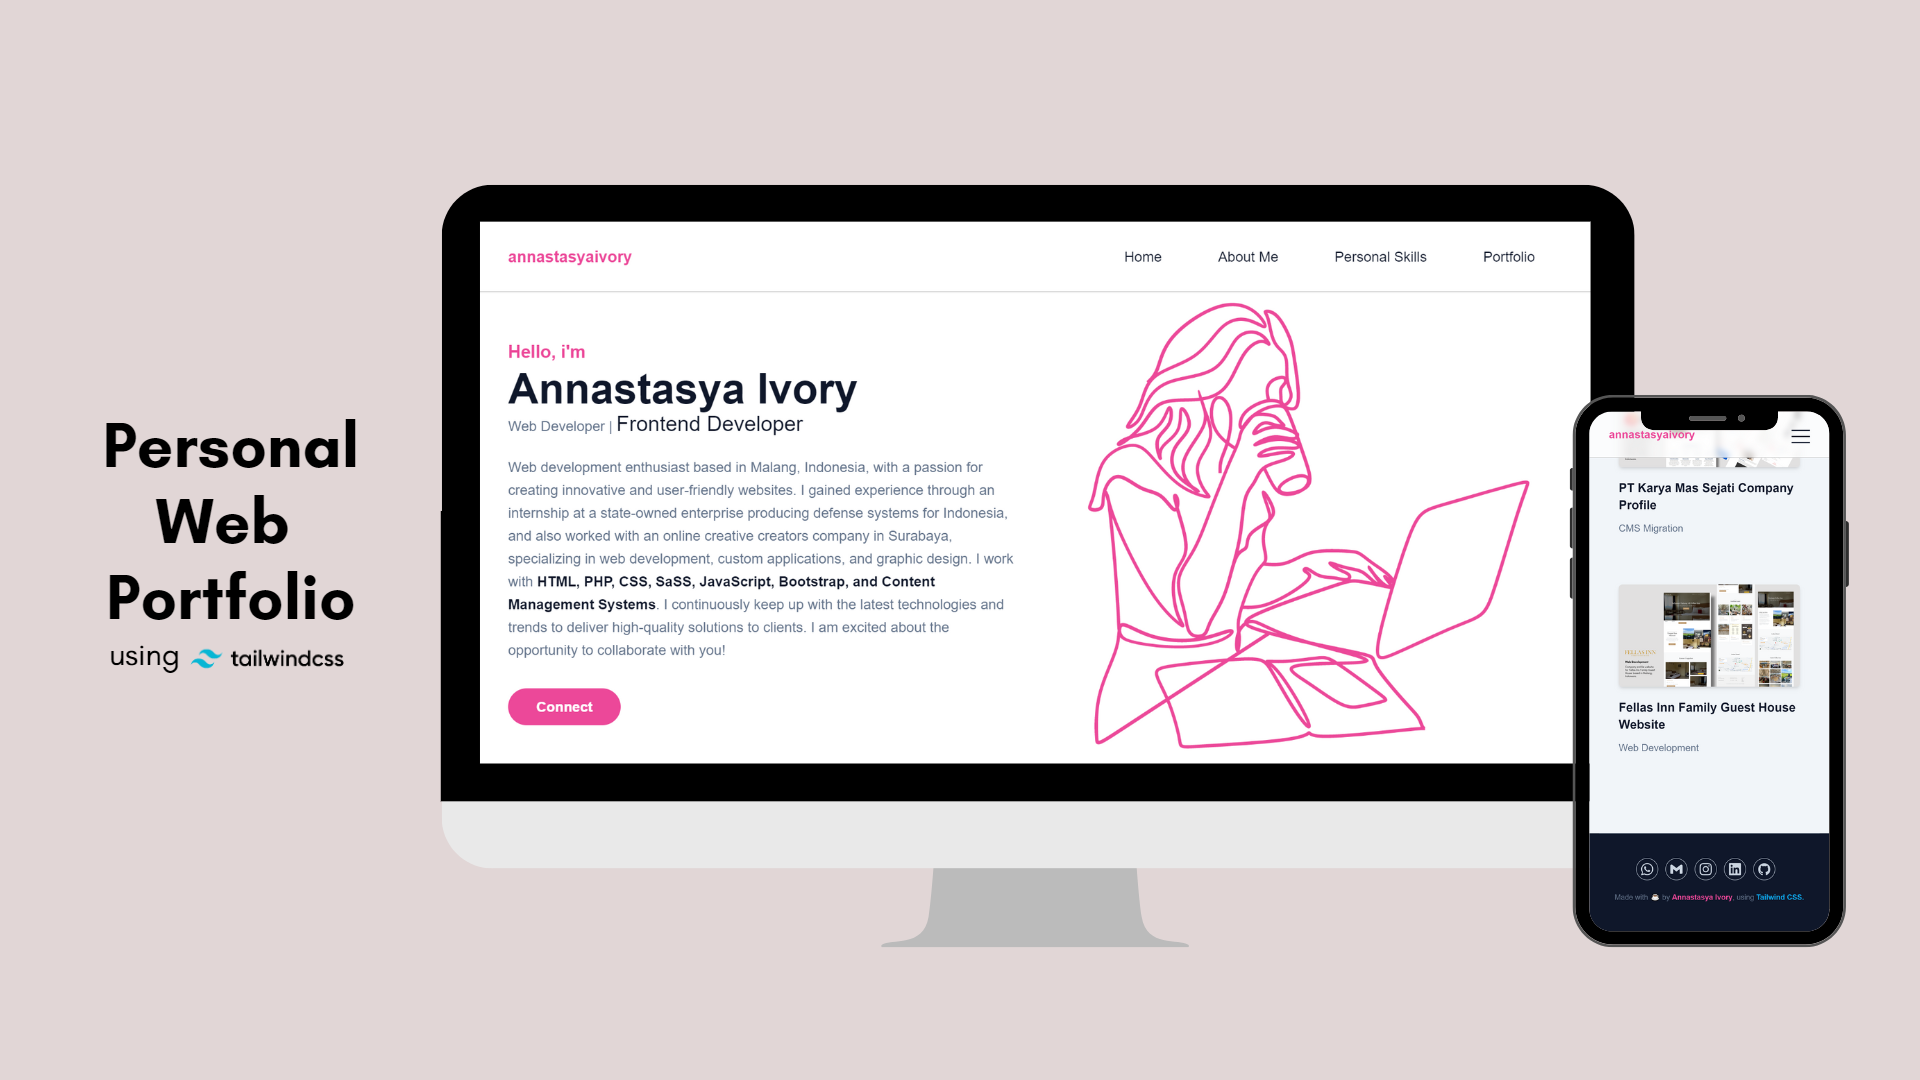 Personal
Web
Portfolio
using tailwindcss
annastasyaivory
Home
About Me
Personal Skills
Portfolio
Hello, i'm
Annastasya Ivory
Web Developer | Frontend Developer
Web development enthusiast based in Malang, Indonesia, with a passion for
creating innovative and user-friendly websites. I gained experience through an
internship at a state-owned enterprise producing defense systems for Indonesia,
and also worked with an online creative creators company in Surabaya,
specializing in web development, custom applications, and graphic design. I work
with HTML, PHP, CSS, SaSS, JavaScript, Bootstrap, and Content
Management Systems. I continuously keep up with the latest technologies and
trends to deliver high-quality solutions to clients. I am excited about the
opportunity to collaborate with you!
Connect
annastasyaivory
PT Karya Mas Sejati Company
Profile
CMS Migration
FELLAS INN
Web Development
Fellas Inn Family Guest House
Website
Web Development
Made with ☕ by Annastasya Ivory, using Tailwind CSS.